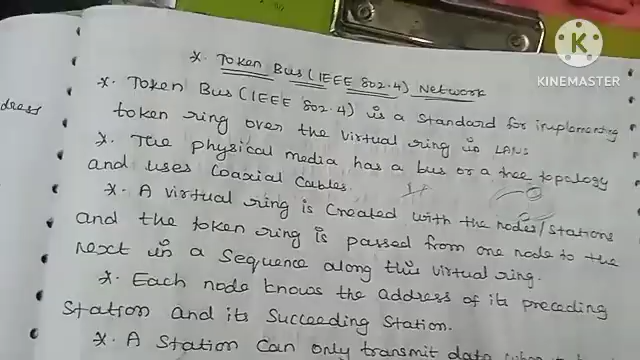 K
KINEMASTER
dress
*. Token Bus (IEEE 802.4) Network
*. Token Bus (IEEE 802.4) is a standard for implementing
token ring over the virtual ring in LANs
*. The physical media has a bus or a tree topology
and uses Coaxial Cables.
*. A virtual ring is created with the nodes/stations
and the token ring is passed from one node to the
next in a sequence along this virtual ring.
*. Each node knows the address of its preceding
Station and its Succeeding Station.
*. A Station can only transmit data